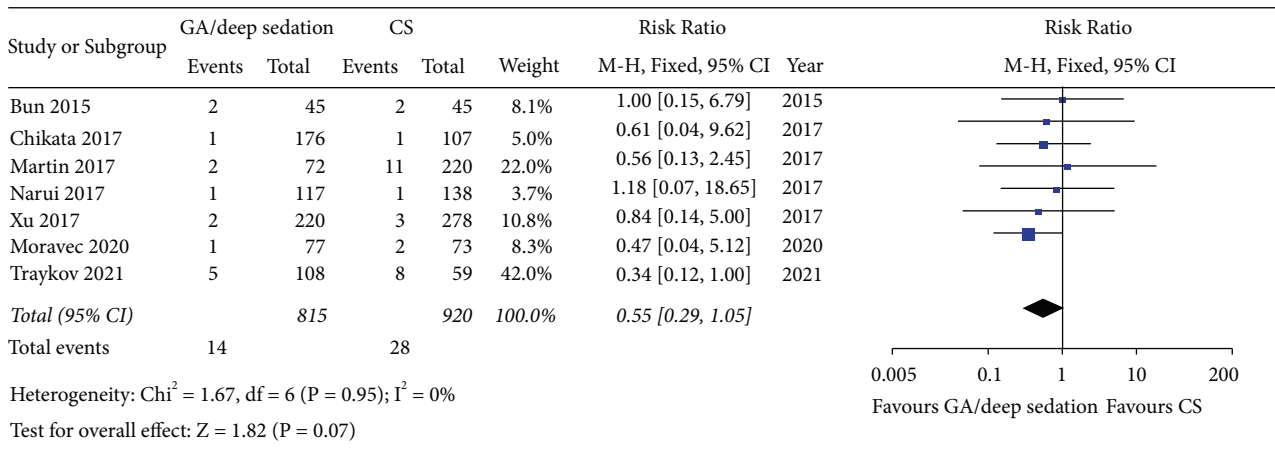 Study or Subgroup GA/deep sedation CS Risk Ratio Risk Ratio
Events Total Events Total Weight M-H, Fixed, 95% CI Year M-H, Fixed, 95% CI
Bun 2015 2 45 2 45 8.1% 1.00 [0.15, 6.79] 2015
Chikata 2017 1 176 1 107 5.0% 0.61 [0.04, 9.62] 2017
Martin 2017 2 72 11 220 22.0% 0.56 [0.13, 2.45] 2017
Narui 2017 1 117 1 138 3.7% 1.18 [0.07, 18.65] 2017
Xu 2017 2 220 3 278 10.8% 0.84 [0.14, 5.00] 2017
Moravec 2020 1 77 2 73 8.3% 0.47 [0.04, 5.12] 2020
Traykov 2021 5 108 8 59 42.0% 0.34 [0.12, 1.00] 2021
Total (95% CI) 815 920 100.0% 0.55 [0.29, 1.05]
Total events 14 28
0.005 0.1 1 10 200
Heterogeneity: Chi² = 1.67, df = 6 (P = 0.95); I² = 0%
Favours GA/deep sedation Favours CS
Test for overall effect: Z = 1.82 (P = 0.07)